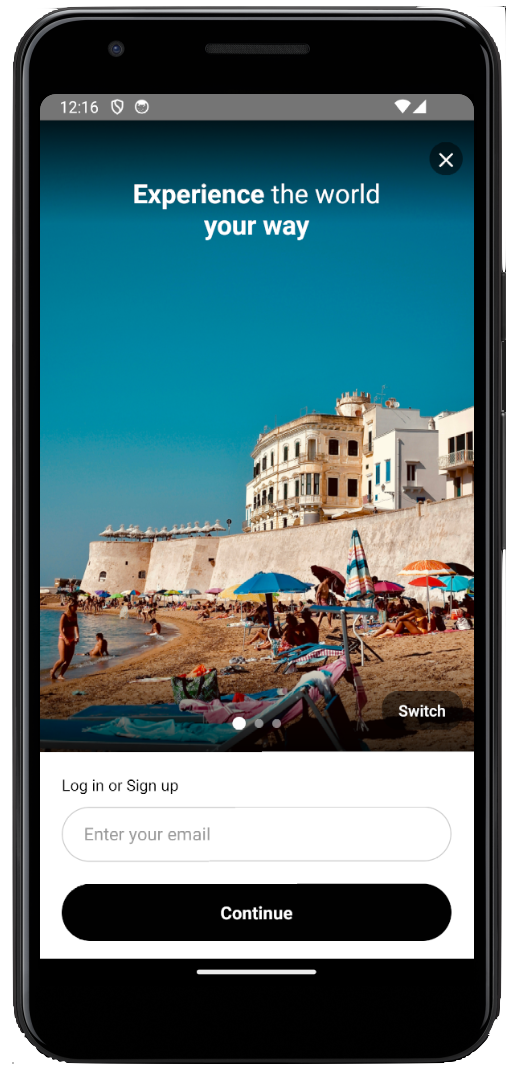 12:16
Experience the world
your way
Switch
Log in or Sign up
Enter your email
Continue